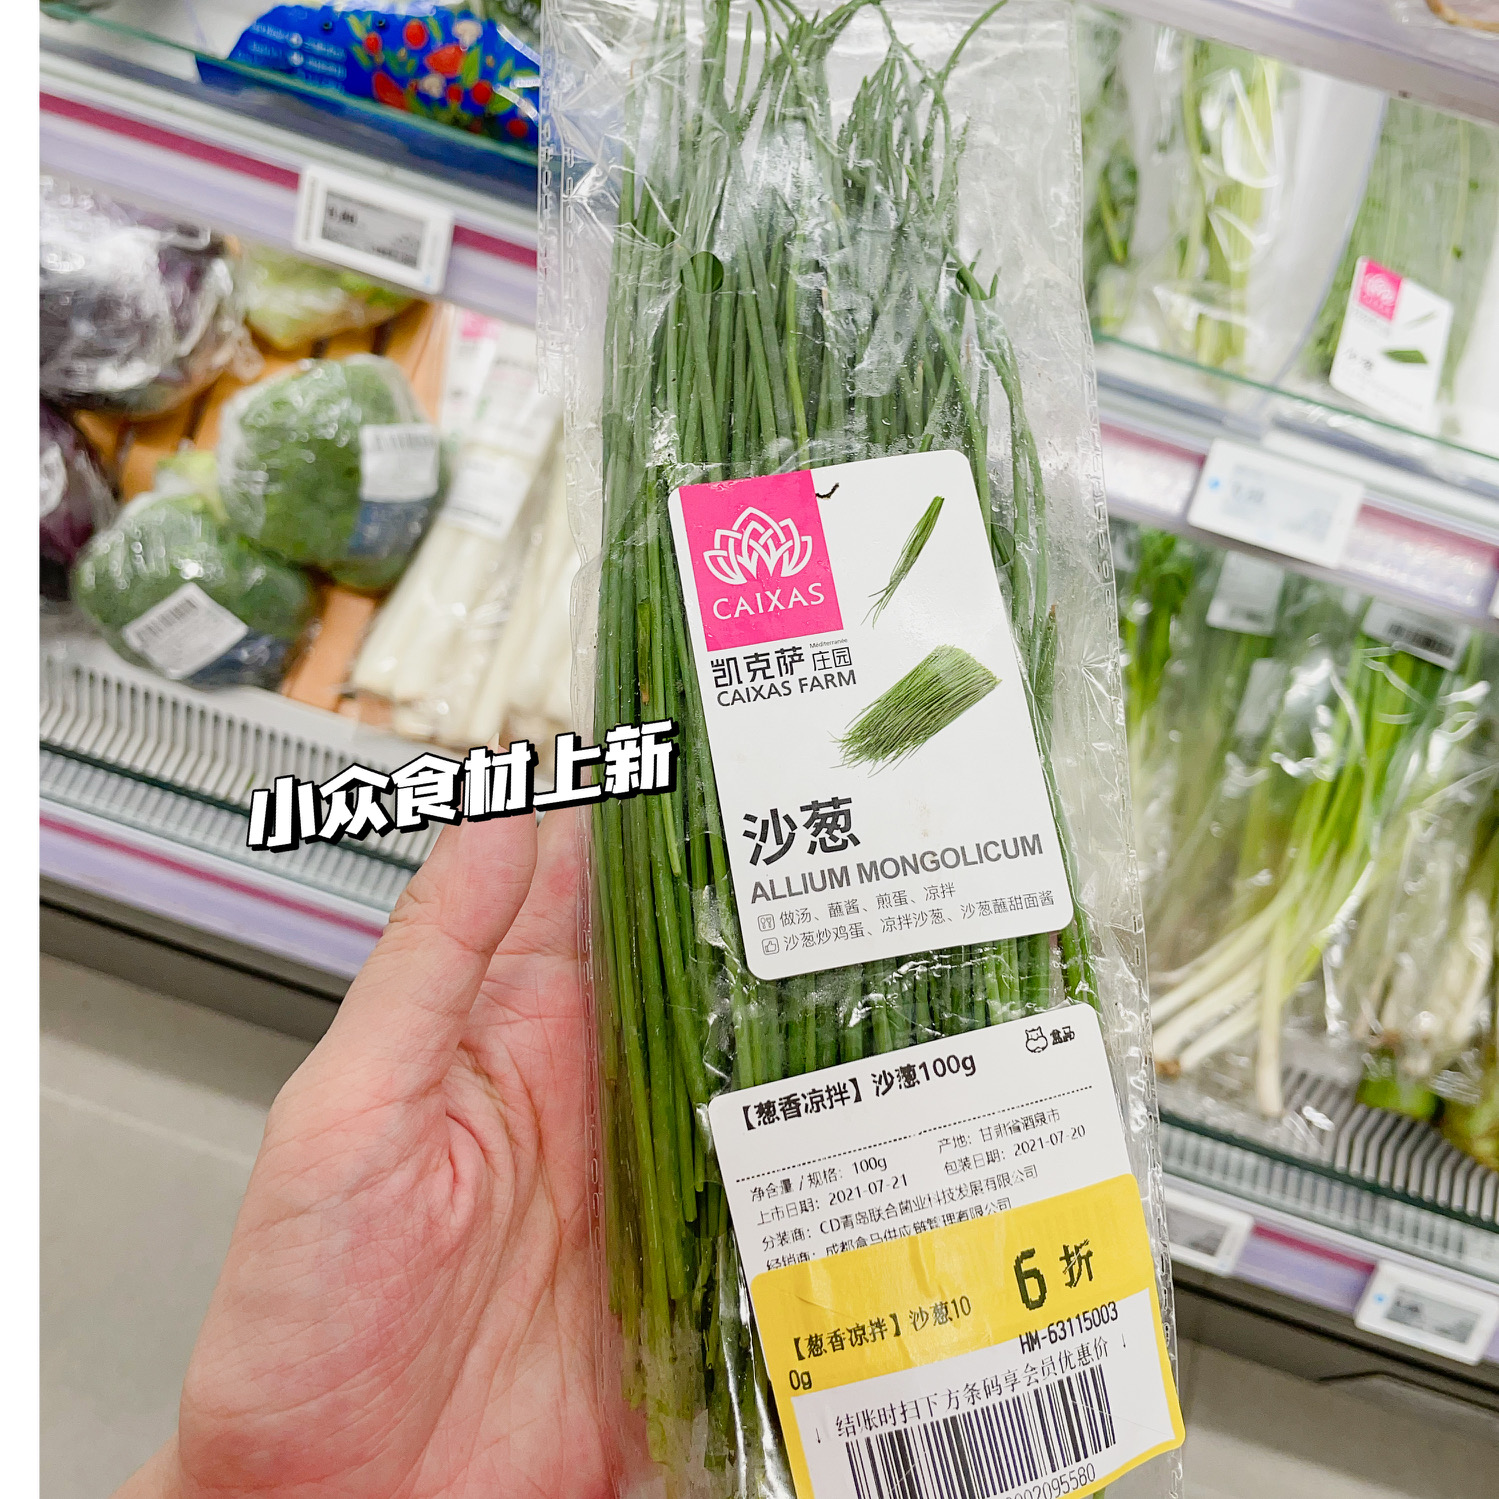 小众食材上新
CAIXAS
Méditerranée
凯克萨 庄园
CAIXAS FARM
沙葱
ALLIUM MONGOLICUM
做汤、蘸酱、煎蛋、凉拌
沙葱炒鸡蛋、凉拌沙葱、沙葱蘸甜面酱
盒马
【葱香凉拌】沙葱100g
净含量/规格：100g 产地：甘肃省酒泉市
上市日期：2021-07-21 包装日期：2021-07-20
分装商：CD青岛联合菌业科技发展有限公司
经销商：成都盒马供应链管理有限公司
6折
【葱香凉拌】沙葱10
0g
HM-63115003
↓ 结账时扫下方条码享会员优惠价 ↓
002095580
沙葱